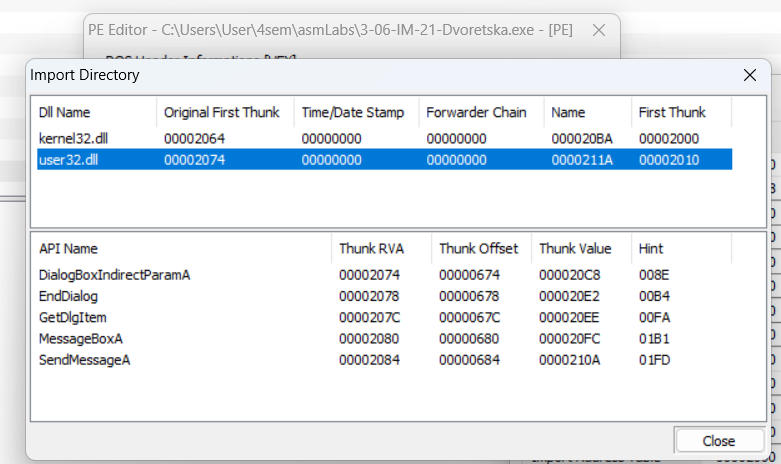 PE Editor - C:\Users\User\4sem\asmLabs\3-06-IM-21-Dvoretska.exe - [PE]
Import Directory
Dll Name Original First Thunk Time/Date Stamp Forwarder Chain Name First Thunk
kernel32.dll 00002064 00000000 00000000 000020BA 00002000
user32.dll 00002074 00000000 00000000 0000211A 00002010
API Name Thunk RVA Thunk Offset Thunk Value Hint
DialogBoxIndirectParamA 00002074 00000674 000020C8 008E
EndDialog 00002078 00000678 000020E2 00B4
GetDlgItem 0000207C 0000067C 000020EE 00FA
MessageBoxA 00002080 00000680 000020FC 01B1
SendMessageA 00002084 00000684 0000210A 01FD
Close